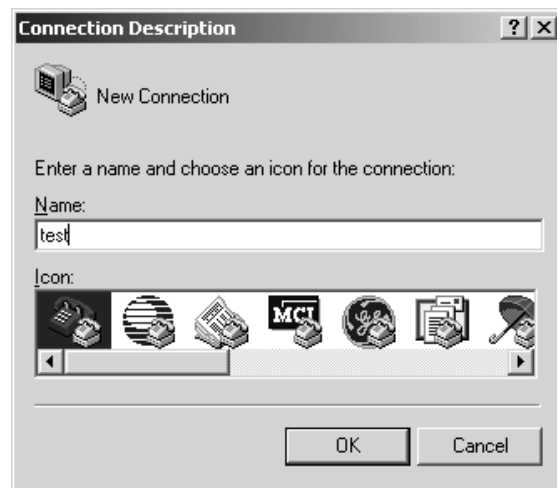 Connection Description
New Connection
Enter a name and choose an icon for the connection:
Name:
test
Icon:
MCI
OK Cancel